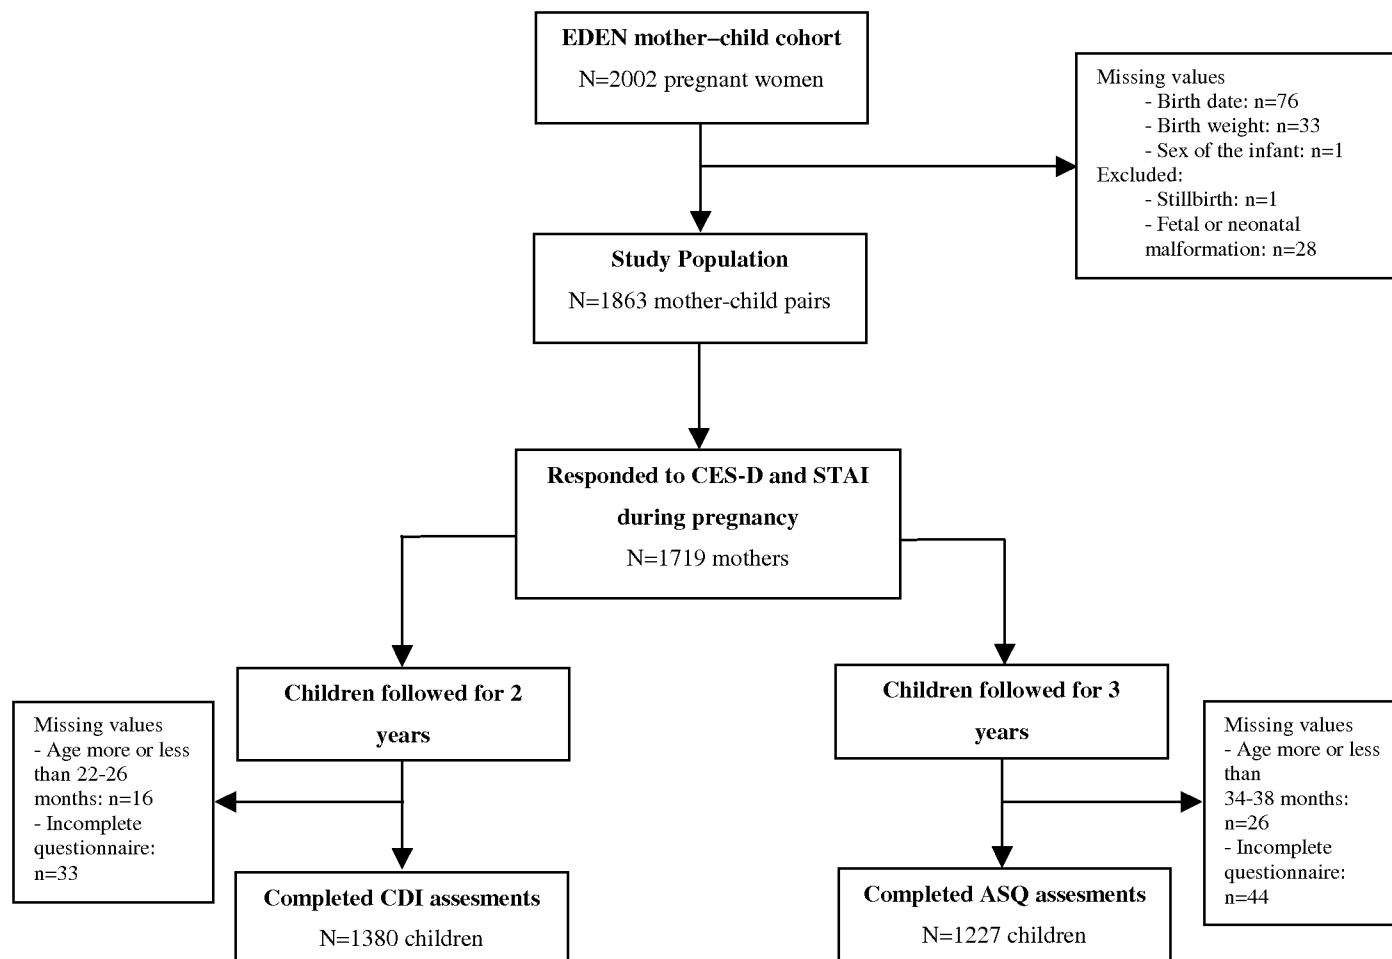 EDEN mother–child cohort
N=2002 pregnant women
Missing values
- Birth date: n=76
- Birth weight: n=33
- Sex of the infant: n=1
Excluded:
- Stillbirth: n=1
- Fetal or neonatal
malformation: n=28
Study Population
N=1863 mother-child pairs
Responded to CES-D and STAI
during pregnancy
N=1719 mothers
Children followed for 2
years
Children followed for 3
years
Missing values
- Age more or less
than 22-26
months: n=16
- Incomplete
questionnaire:
n=33
Missing values
- Age more or less
than
34-38 months:
n=26
- Incomplete
questionnaire:
n=44
Completed CDI assesments
N=1380 children
Completed ASQ assesments
N=1227 children